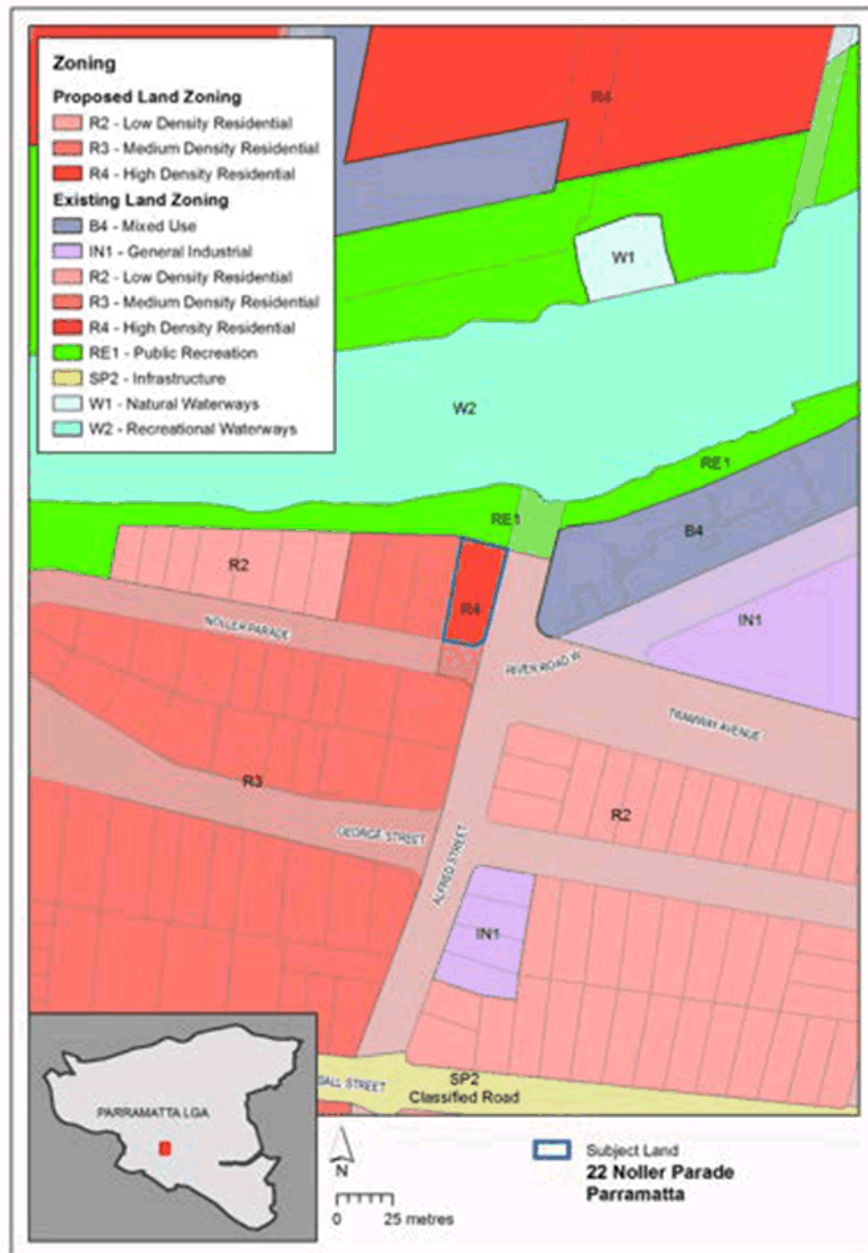 Zoning
Proposed Land Zoning
R2 - Low Density Residential
R3 - Medium Density Residential
R4 - High Density Residential
Existing Land Zoning
B4 - Mixed Use
IN1 - General Industrial
R2 - Low Density Residential
R3 - Medium Density Residential
R4 - High Density Residential
RE1 - Public Recreation
SP2 - Infrastructure
W1 - Natural Waterways
W2 - Recreational Waterways
R4
W1
W2
RE1
RE1
B4
R2
R4
IN1
NOLLER PARADE
RIVER ROAD W
TRAMWAY AVENUE
R3
R2
GEORGE STREET
ALFRED STREET
IN1
STREET
SP2
Classified Road
PARRAMATTA LGA
N
0 25 metres
Subject Land
22 Noller Parade
Parramatta